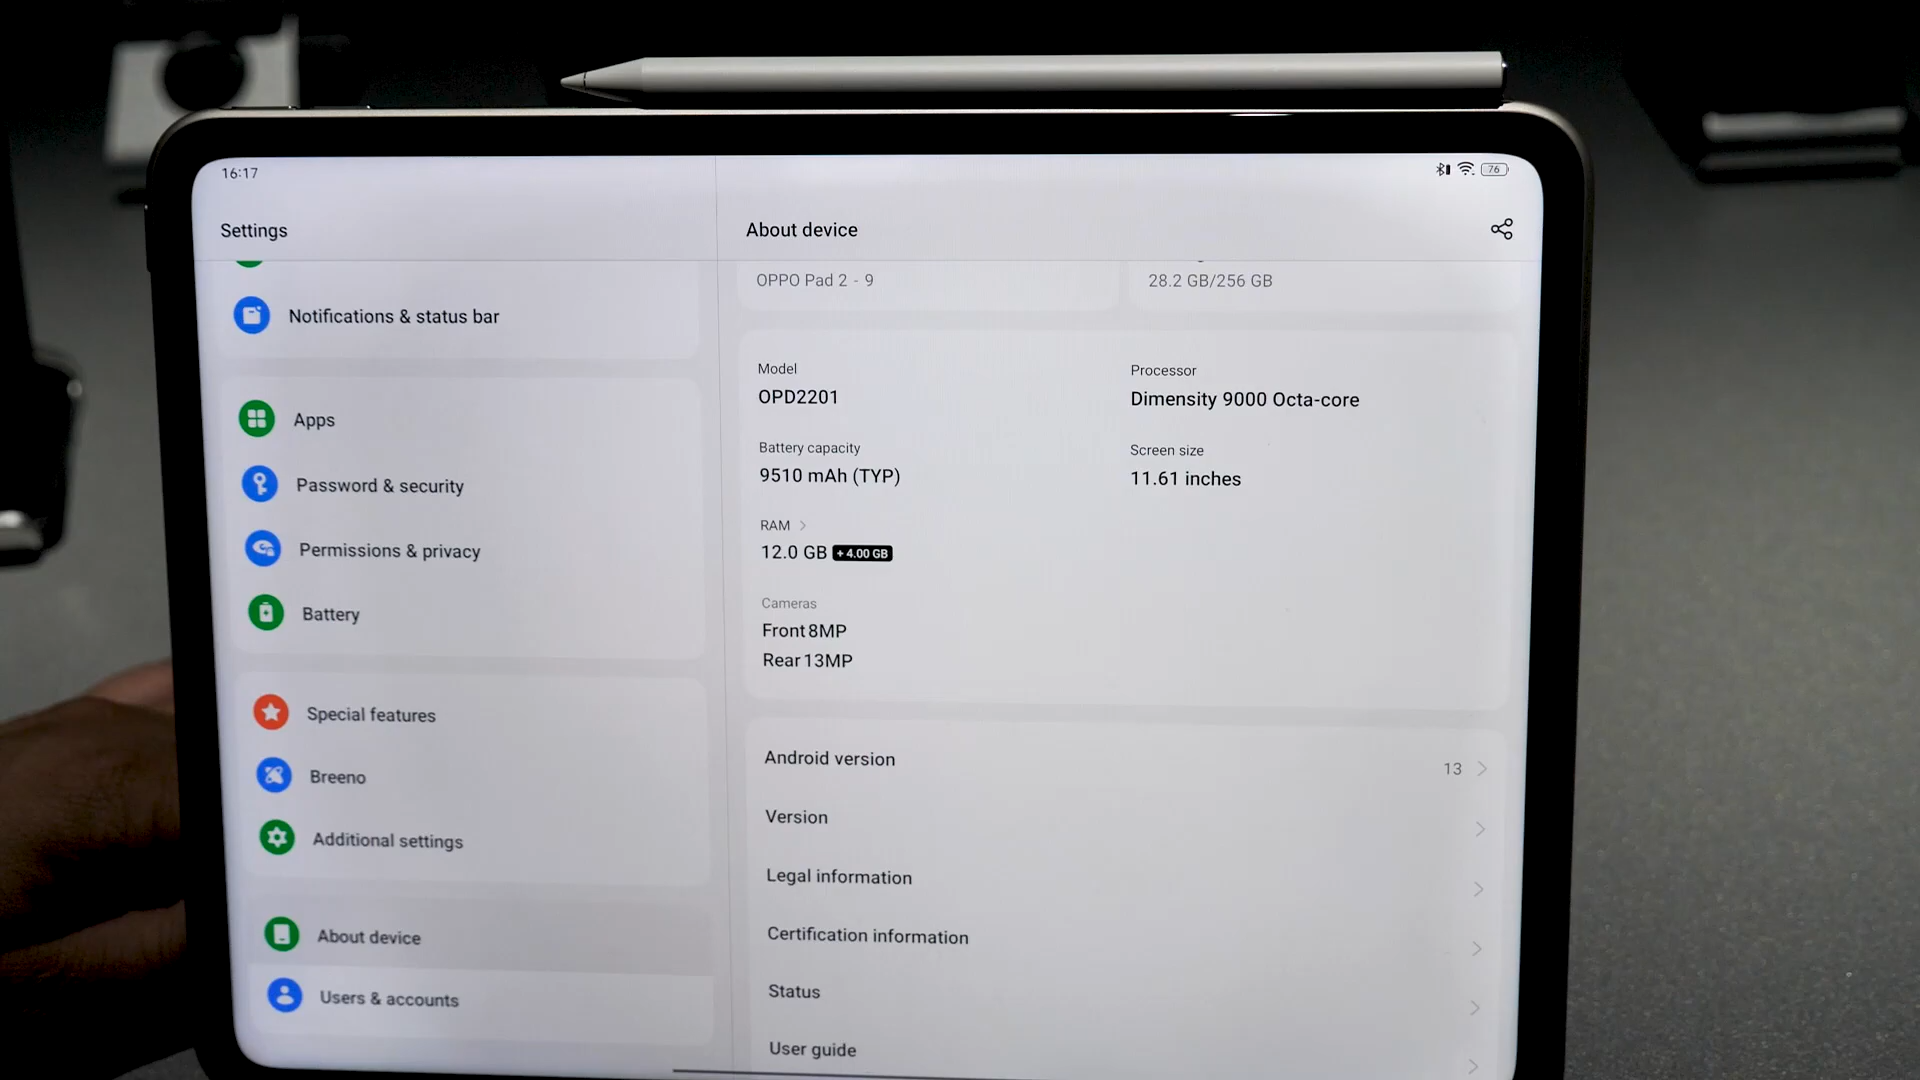 16:17
76
Settings
Notifications & status bar
Apps
Password & security
Permissions & privacy
Battery
Special features
Breeno
Additional settings
About device
Users & accounts
About device
OPPO Pad 2 - 9
28.2 GB/256 GB
Model
OPD2201
Processor
Dimensity 9000 Octa-core
Battery capacity
9510 mAh (TYP)
Screen size
11.61 inches
RAM >
12.0 GB + 4.00 GB
Cameras
Front 8MP
Rear 13MP
Android version
13 >
Version >
Legal information >
Certification information >
Status >
User guide >